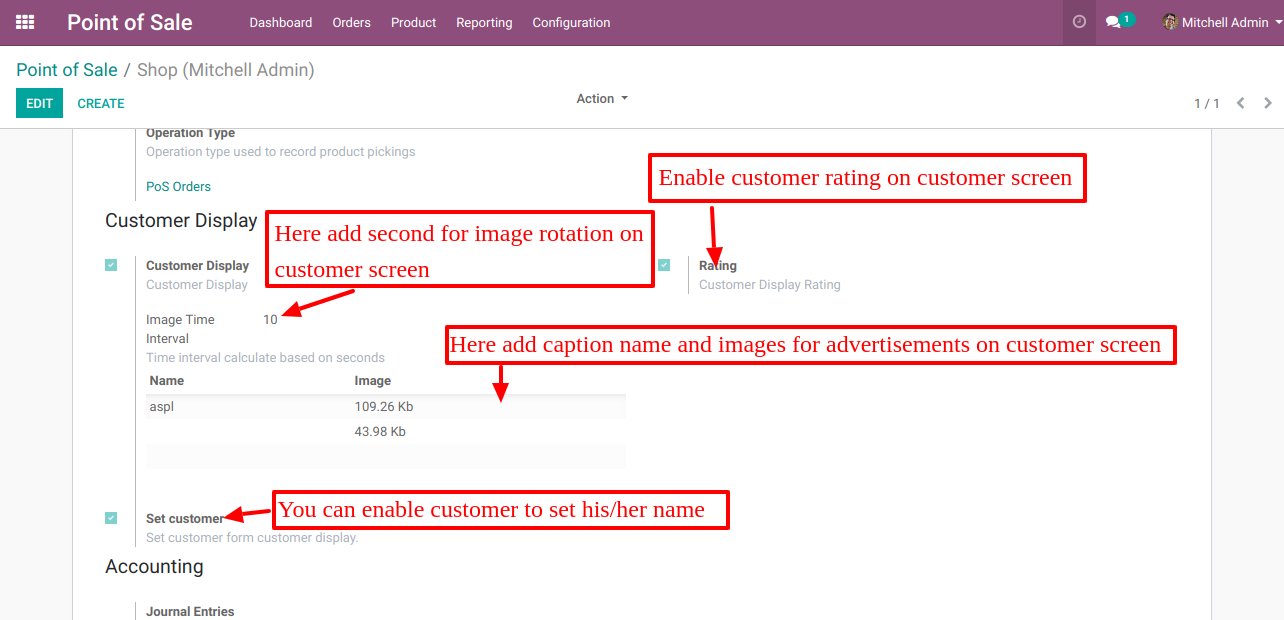 Point of Sale Dashboard Orders Product Reporting Configuration 1 Mitchell Admin
Point of Sale / Shop (Mitchell Admin)
EDIT CREATE Action 1 / 1
Operation Type
Operation type used to record product pickings
PoS Orders
Enable customer rating on customer screen
Customer Display
Here add second for image rotation on
customer screen
Customer Display
Customer Display
Rating
Customer Display Rating
Image Time 10
Interval
Time interval calculate based on seconds
Here add caption name and images for advertisements on customer screen
Name Image
aspl 109.26 Kb
43.98 Kb
Set customer
You can enable customer to set his/her name
Set customer form customer display.
Accounting
Journal Entries